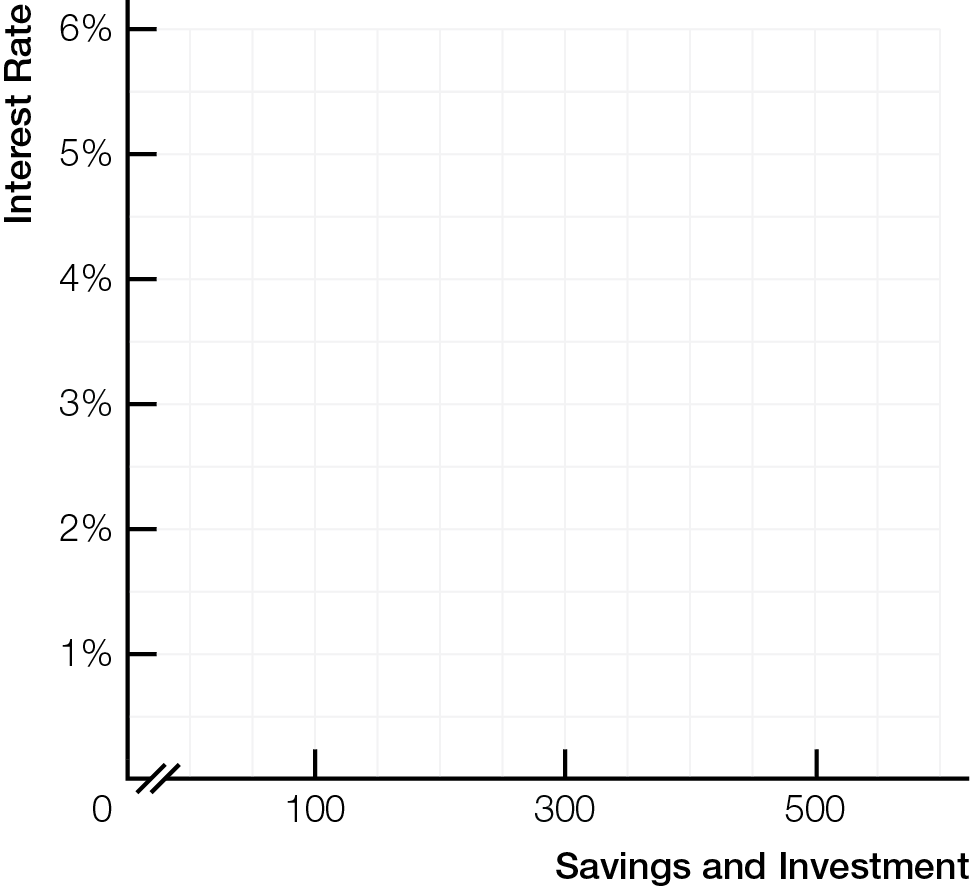 Interest Rate
6%
5%
4%
3%
2%
1%
0 100 300 500
Savings and Investment